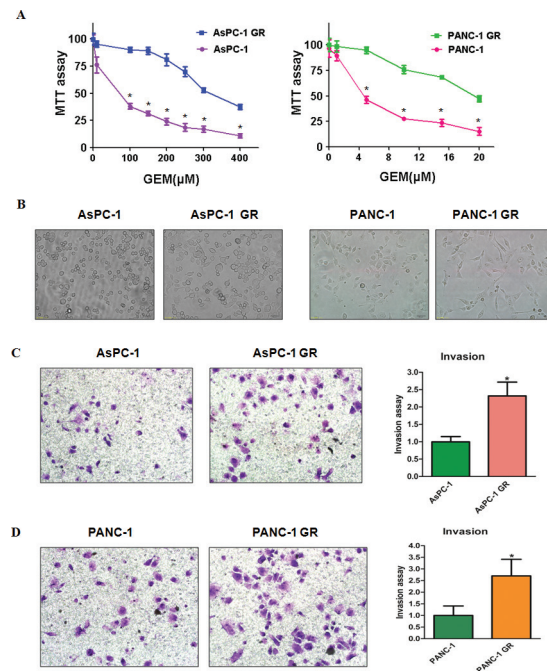 A
AsPC-1 GR
AsPC-1
MTT assay
100
75
50
25
0
0
100
200
300
400
GEM(µM)
* * * * * *
PANC-1 GR
PANC-1
MTT assay
100
75
50
25
0
0
4
8
12
16
20
GEM(µM)
* * * *
B
AsPC-1
AsPC-1 GR
PANC-1
PANC-1 GR
C
AsPC-1
AsPC-1 GR
Invasion
Invasion assay
3.0
2.5
2.0
1.5
1.0
0.5
0.0
*
AsPC-1
AsPC-1 GR
D
PANC-1
PANC-1 GR
Invasion
Invasion assay
4.0
3.5
3.0
2.5
2.0
1.5
1.0
0.5
0.0
*
PANC-1
PANC-1 GR